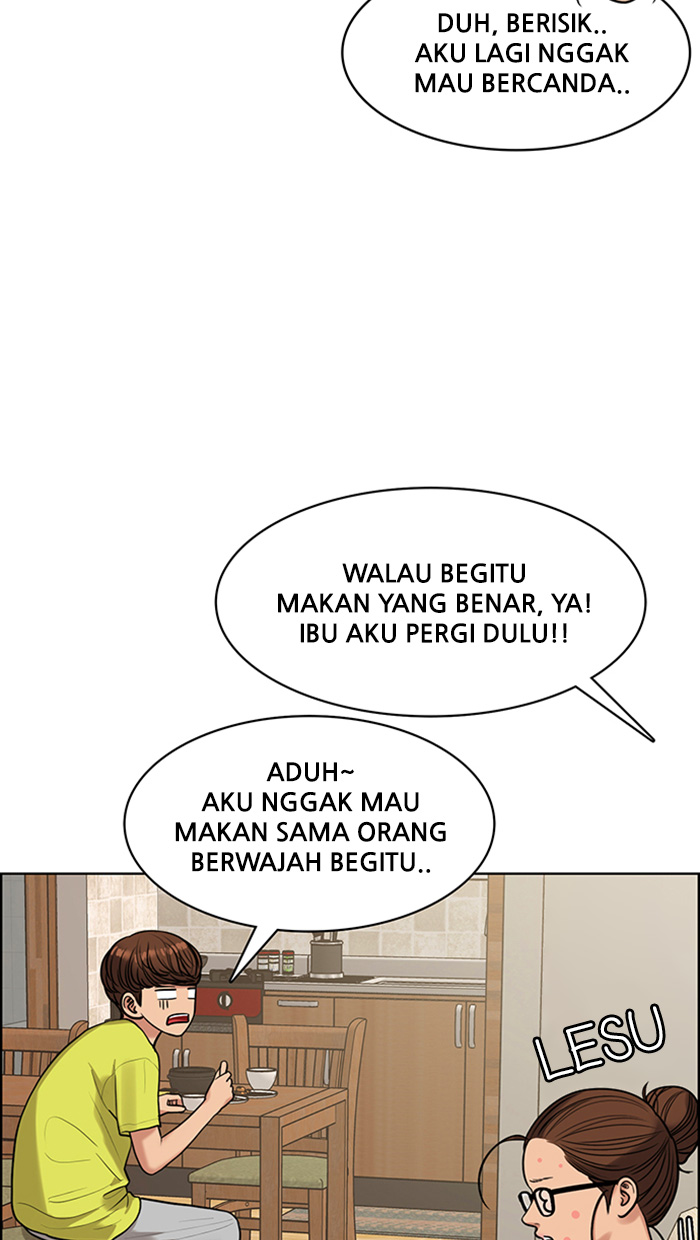 DUH, BERISIK..
AKU LAGI NGGAK
MAU BERCANDA..
WALAU BEGITU
MAKAN YANG BENAR, YA!
IBU AKU PERGI DULU!!
ADUH~
AKU NGGAK MAU
MAKAN SAMA ORANG
BERWAJAH BEGITU..
LESU